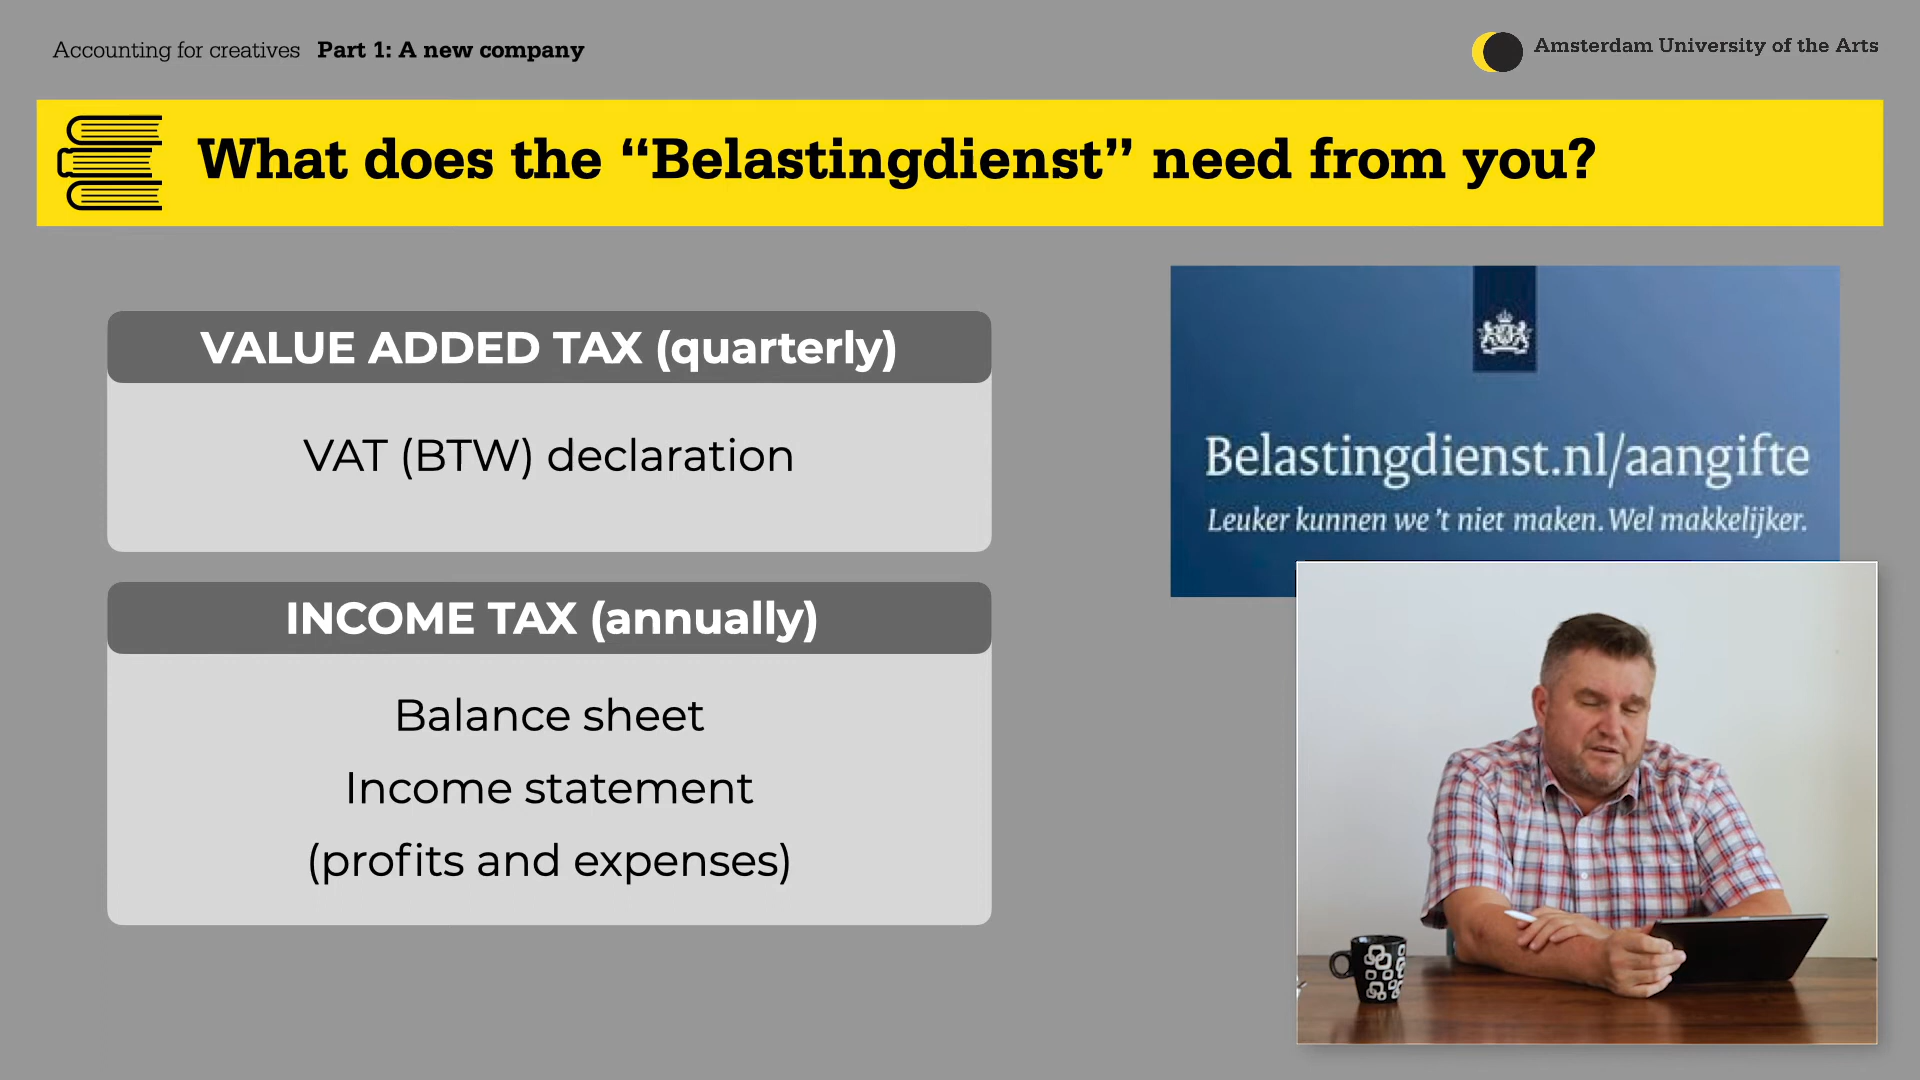 Accounting for creatives Part 1: A new company
Amsterdam University of the Arts
What does the “Belastingdienst” need from you?
VALUE ADDED TAX (quarterly)
VAT (BTW) declaration
INCOME TAX (annually)
Balance sheet
Income statement
(profits and expenses)
Belastingdienst.nl/aangifte
Leuker kunnen we ’t niet maken. Wel makkelijker.